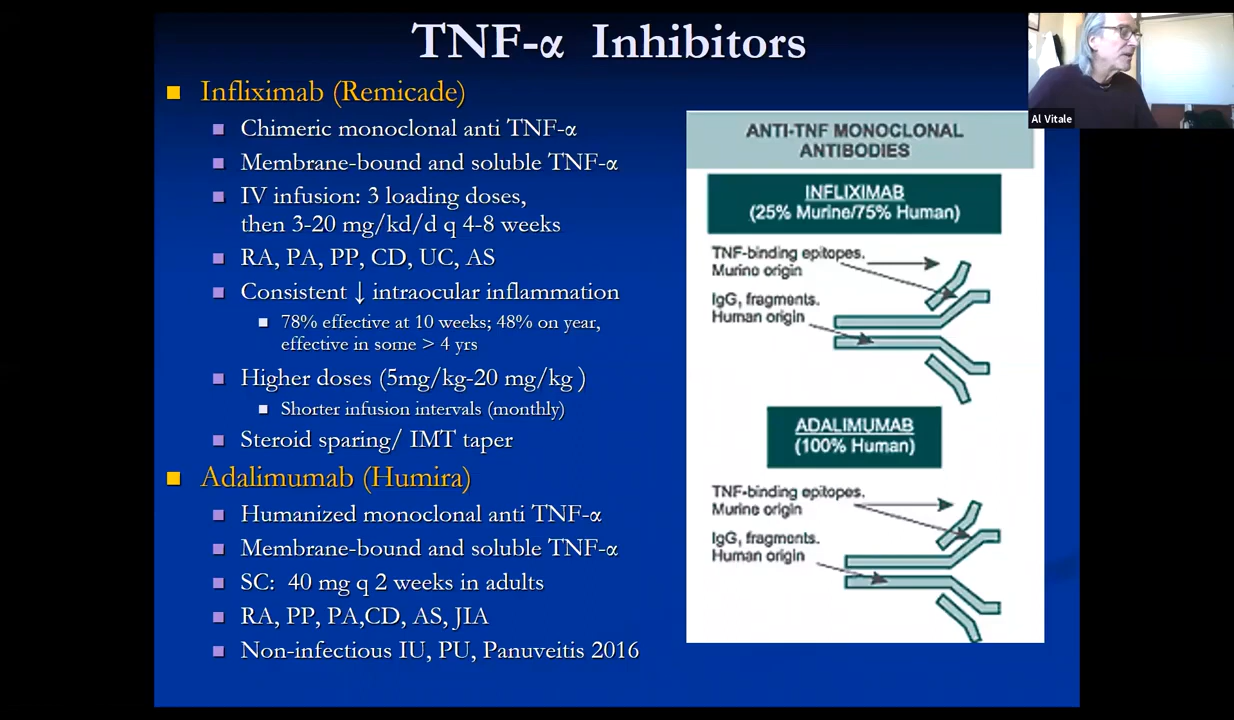 TNF-α Inhibitors
Infliximab (Remicade)
Chimeric monoclonal anti TNF-α
Membrane-bound and soluble TNF-α
IV infusion: 3 loading doses,
then 3-20 mg/kd/d q 4-8 weeks
RA, PA, PP, CD, UC, AS
Consistent ↓ intraocular inflammation
78% effective at 10 weeks; 48% on year,
effective in some > 4 yrs
Higher doses (5mg/kg-20 mg/kg )
Shorter infusion intervals (monthly)
Steroid sparing/ IMT taper
Adalimumab (Humira)
Humanized monoclonal anti TNF-α
Membrane-bound and soluble TNF-α
SC: 40 mg q 2 weeks in adults
RA, PP, PA,CD, AS, JIA
Non-infectious IU, PU, Panuveitis 2016
ANTI-TNF MONOCLONAL
ANTIBODIES
INFLIXIMAB
(25% Murine/75% Human)
TNF-binding epitopes.
Murino origin
IgG, fragments.
Human origin
ADALIMUMAB
(100% Human)
TNF-binding epitopes.
Murine origin
IgG, fragments.
Human origin
Al Vitale